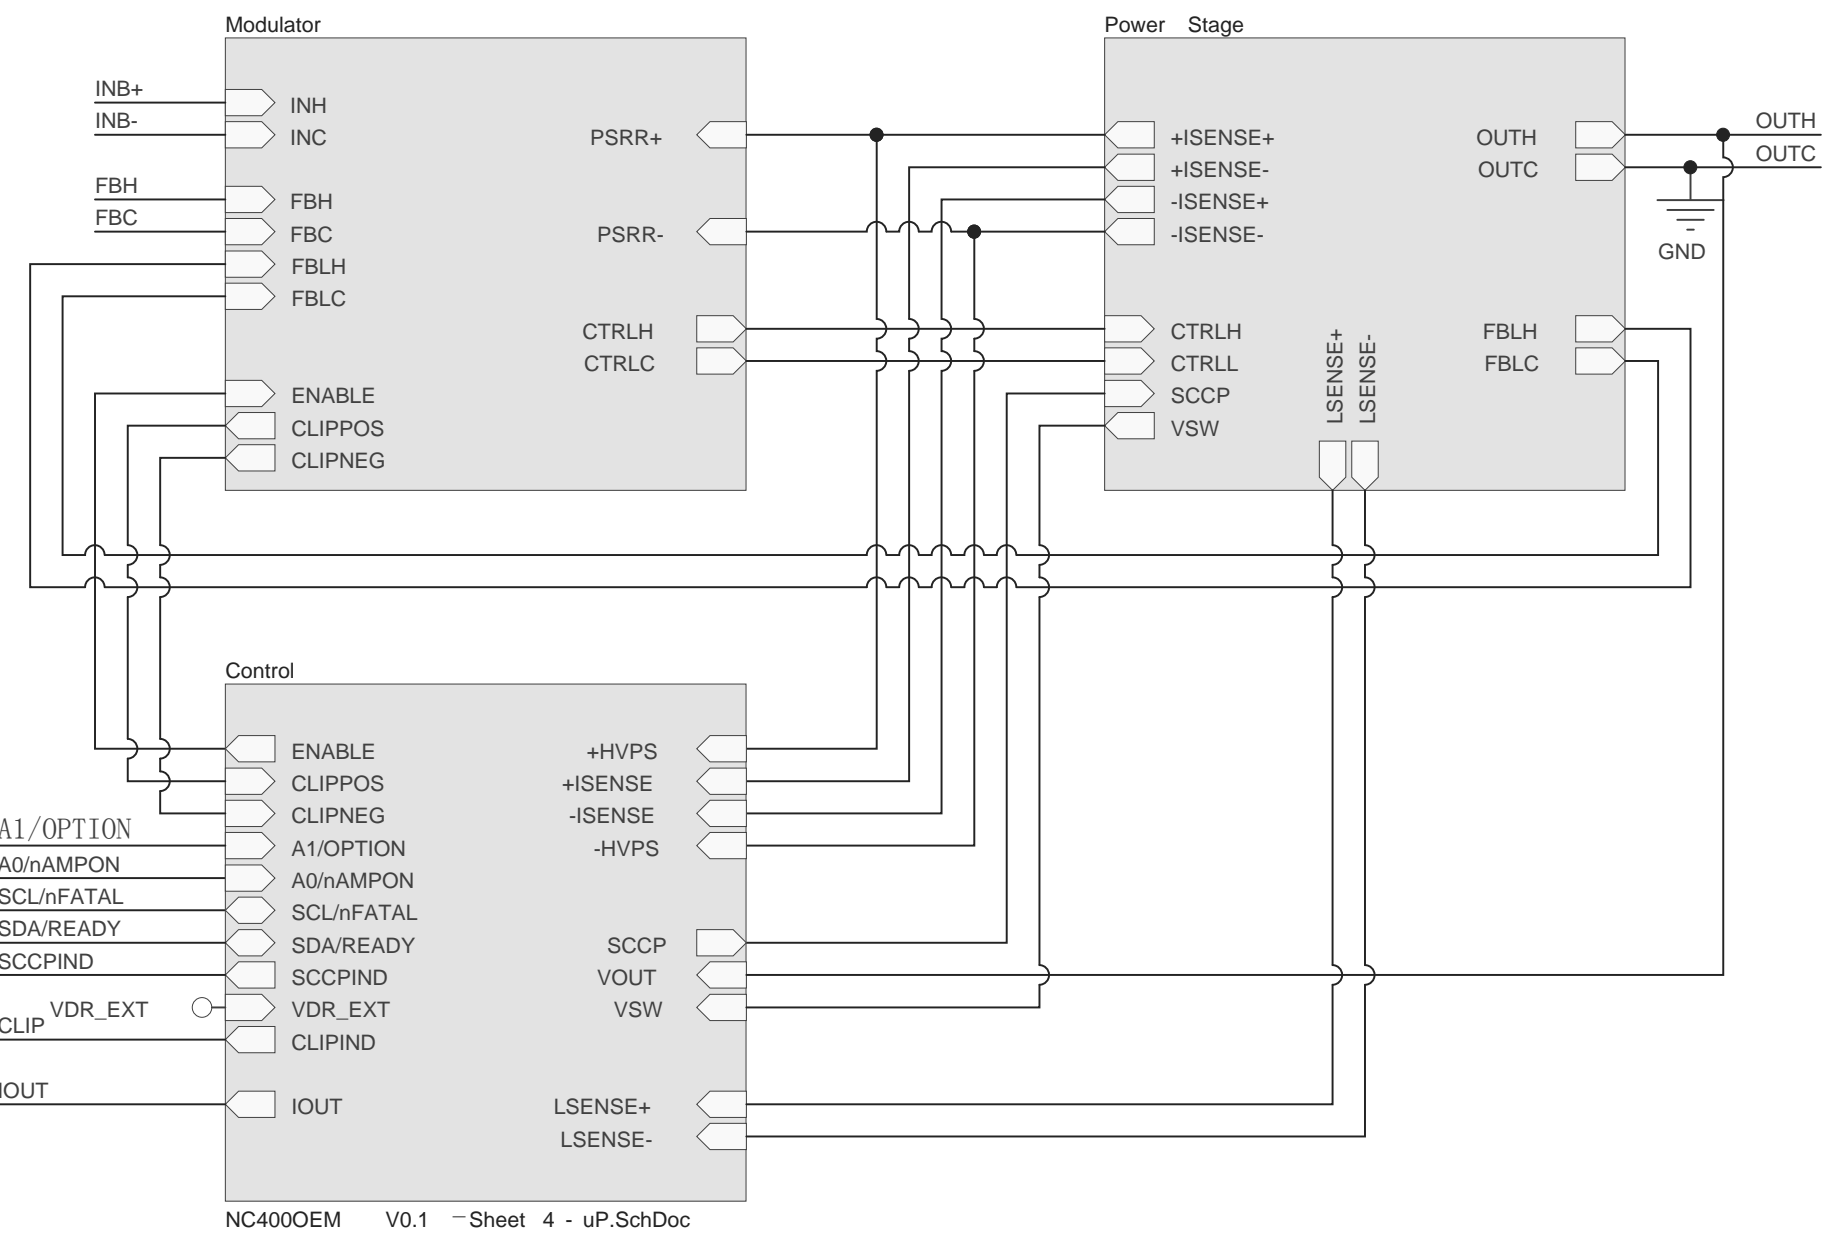 Modulator
INB+
INB-
FBH
FBC
INH
INC
FBH
FBC
FBLH
FBLC
ENABLE
CLIPPOS
CLIPNEG
PSRR+
PSRR-
CTRLH
CTRLC
Power Stage
+ISENSE+
+ISENSE-
-ISENSE+
-ISENSE-
CTRLH
CTRLL
SCCP
VSW
LSENSE+
LSENSE-
OUTH
OUTC
FBLH
FBLC
OUTH
OUTC
GND
Control
A1/OPTION
A0/nAMPON
SCL/nFATAL
SDA/READY
SCCPIND
VDR_EXT
CLIP
IOUT
ENABLE
CLIPPOS
CLIPNEG
A1/OPTION
A0/nAMPON
SCL/nFATAL
SDA/READY
SCCPIND
VDR_EXT
CLIPIND
IOUT
+HVPS
+ISENSE
-ISENSE
-HVPS
SCCP
VOUT
VSW
LSENSE+
LSENSE-
NC400OEM V0.1 – Sheet 4 - uP.SchDoc